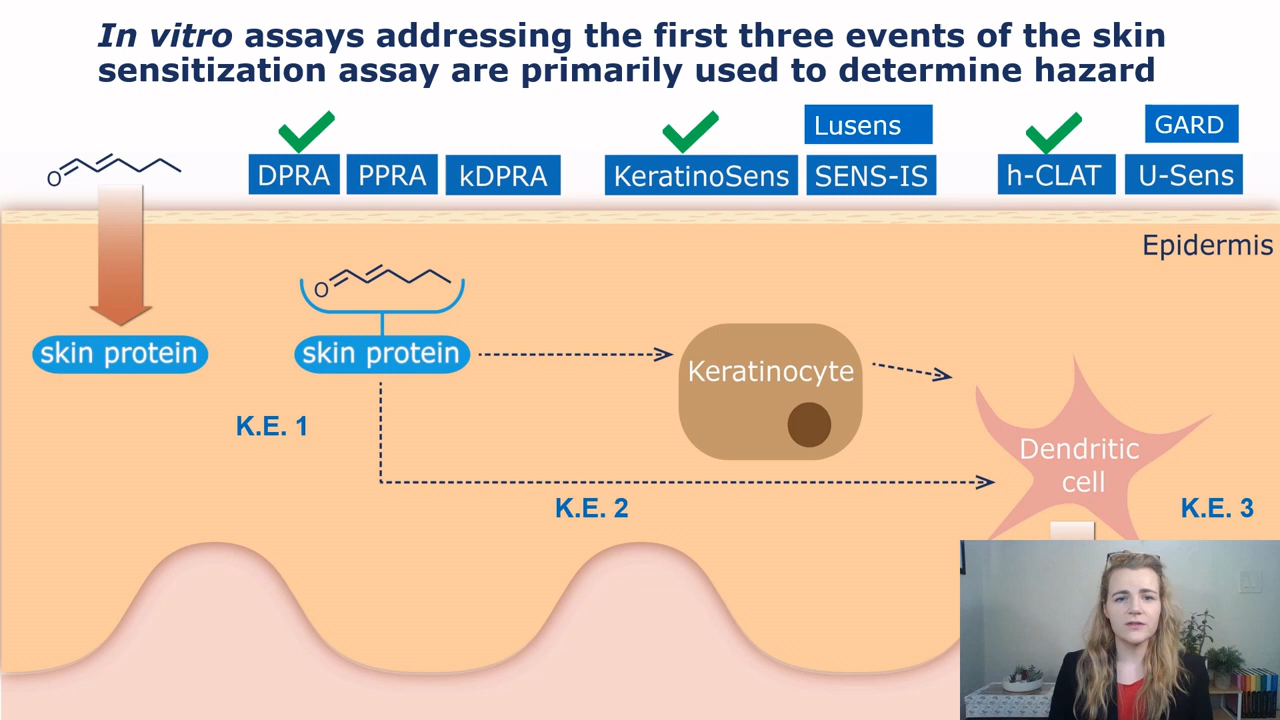 In vitro assays addressing the first three events of the skin
sensitization assay are primarily used to determine hazard
Lusens
GARD
DPRA
PPRA
kDPRA
KeratinoSens
SENS-IS
h-CLAT
U-Sens
O
Epidermis
O
skin protein
skin protein
Keratinocyte
K.E. 1
Dendritic
cell
K.E. 2
K.E. 3